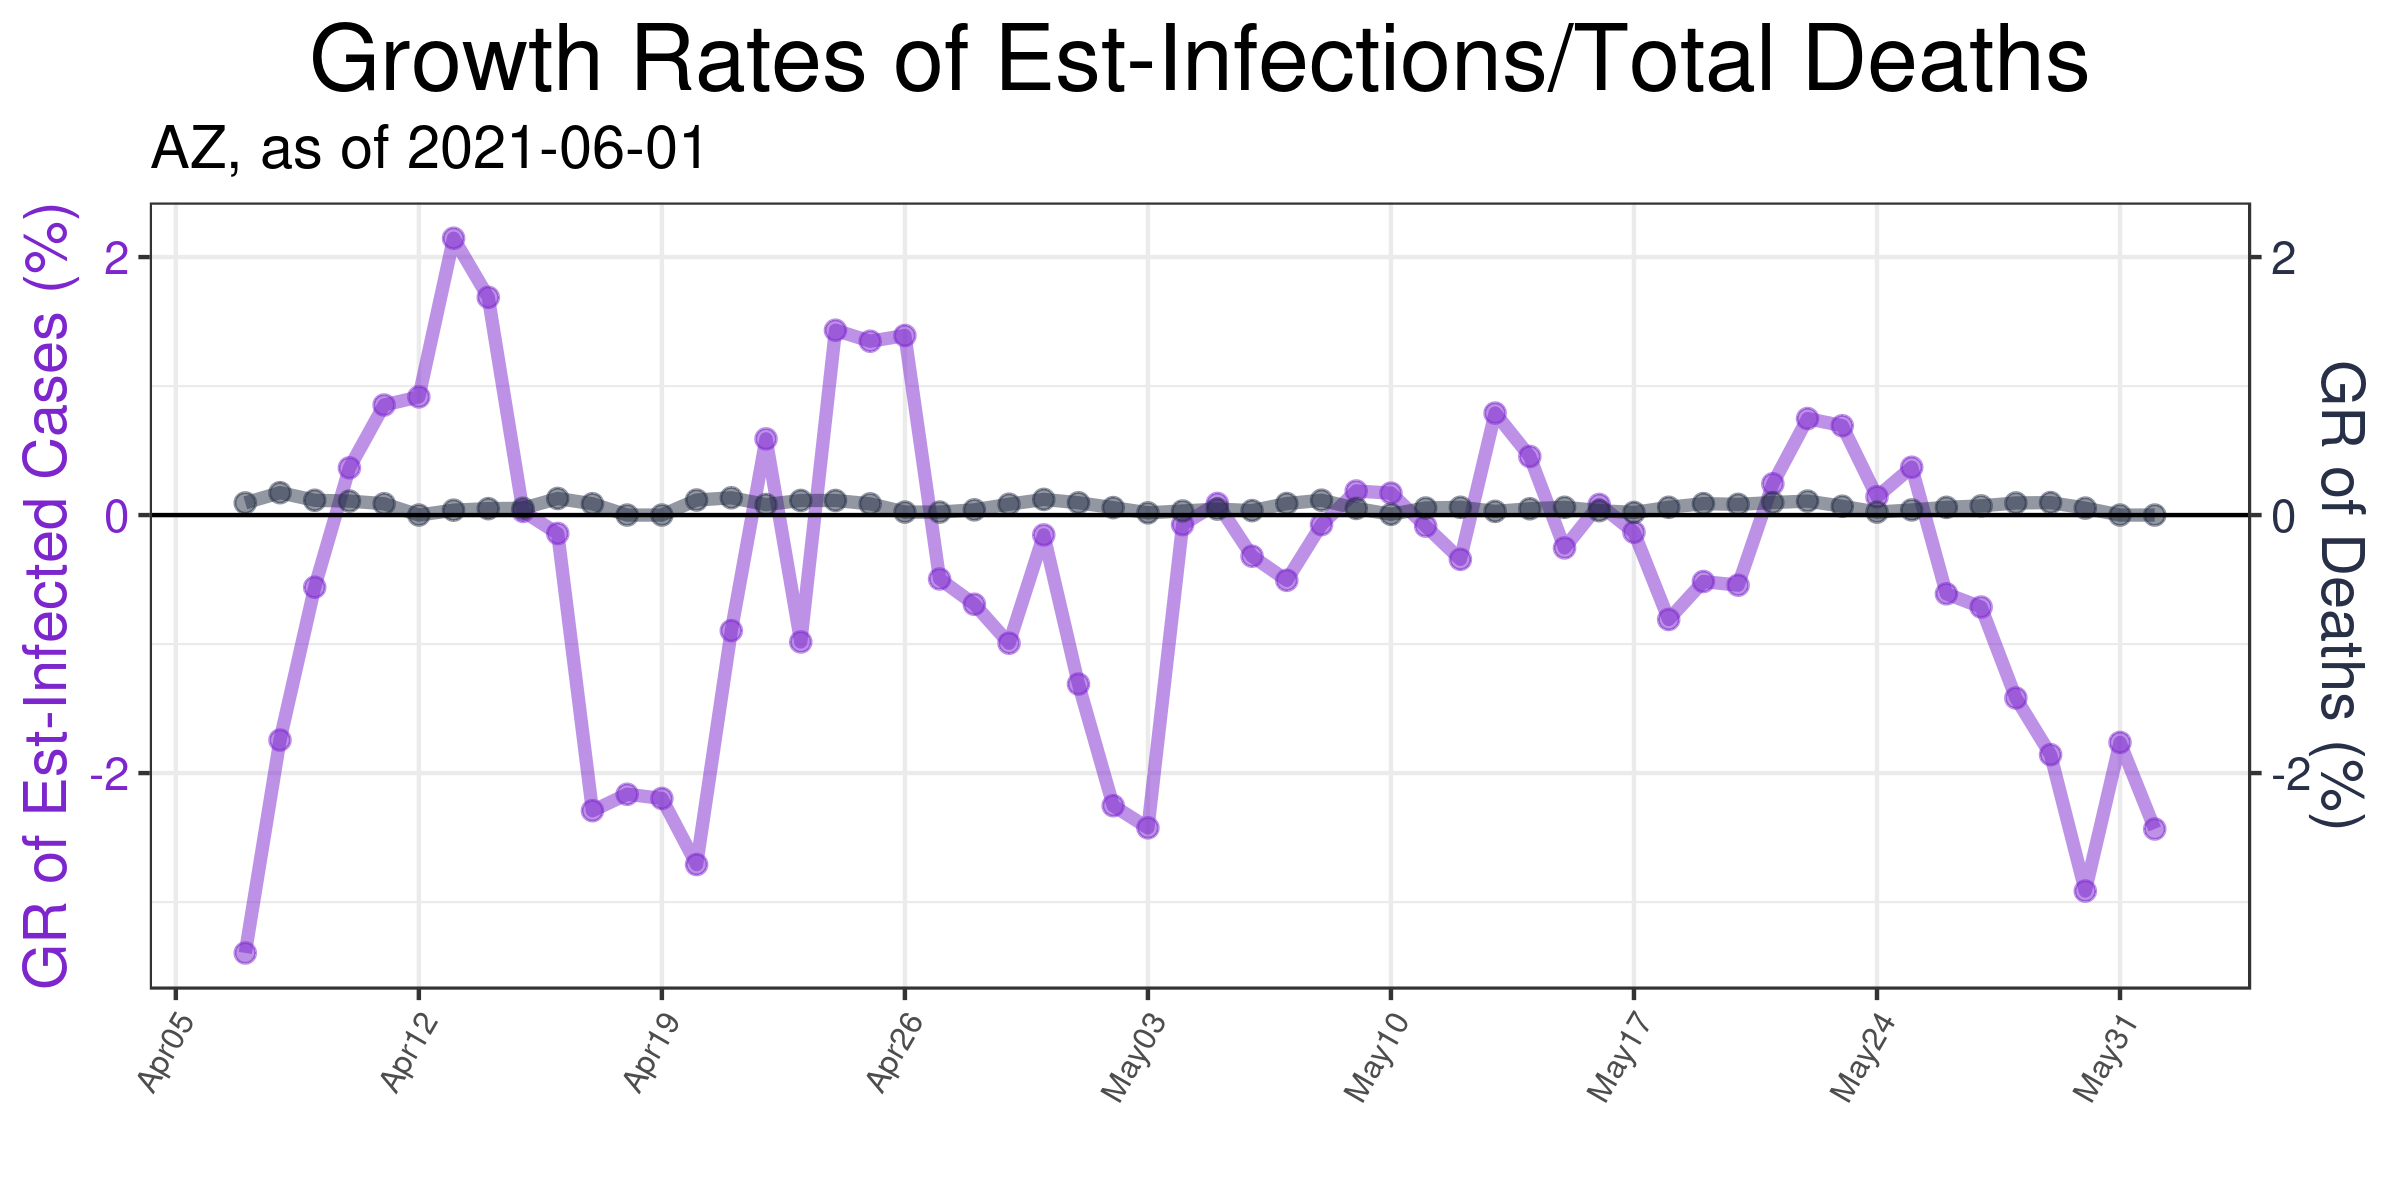 Growth Rates of Est-Infections/Total Deaths
AZ, as of 2021-06-01
GR of Est-Infected Cases (%)
2
0
-2
2
0
-2
GR of Deaths (%)
Apr05
Apr12
Apr19
Apr26
May03
May10
May17
May24
May31